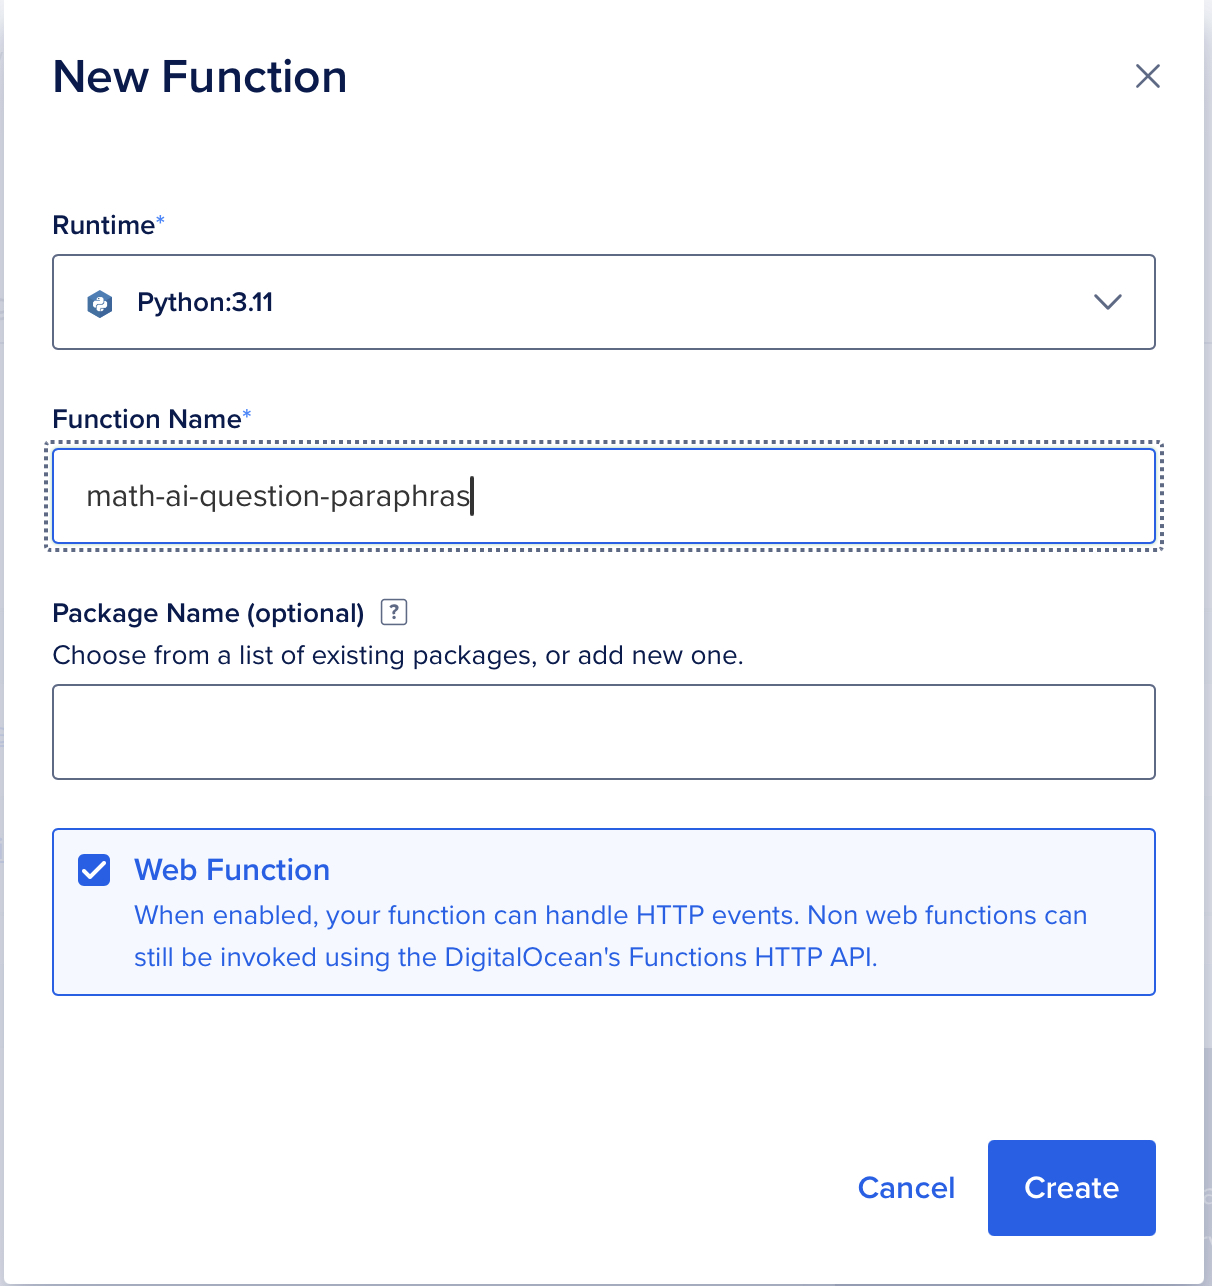 New Function
Runtime*
Python:3.11
Function Name*
math-ai-question-paraphras
Package Name (optional) ?
Choose from a list of existing packages, or add new one.
Web Function
When enabled, your function can handle HTTP events. Non web functions can
still be invoked using the DigitalOcean's Functions HTTP API.
Cancel
Create